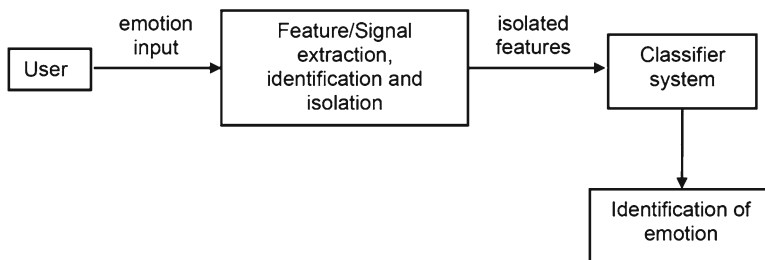 User
emotion
input
Feature/Signal
extraction,
identification and
isolation
isolated
features
Classifier
system
Identification of
emotion